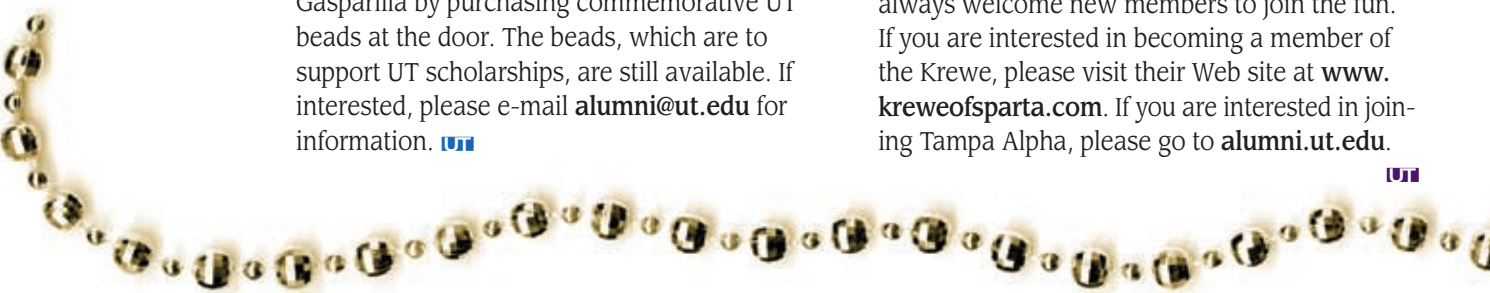 Gasparilla by purchasing commemorative UT
beads at the door. The beads, which are to
support UT scholarships, are still available. If
interested, please e-mail alumni@ut.edu for
information. UT
always welcome new members to join the fun.
If you are interested in becoming a member of
the Krewe, please visit their Web site at www.
kreweofsparta.com. If you are interested in join-
ing Tampa Alpha, please go to alumni.ut.edu.
UT